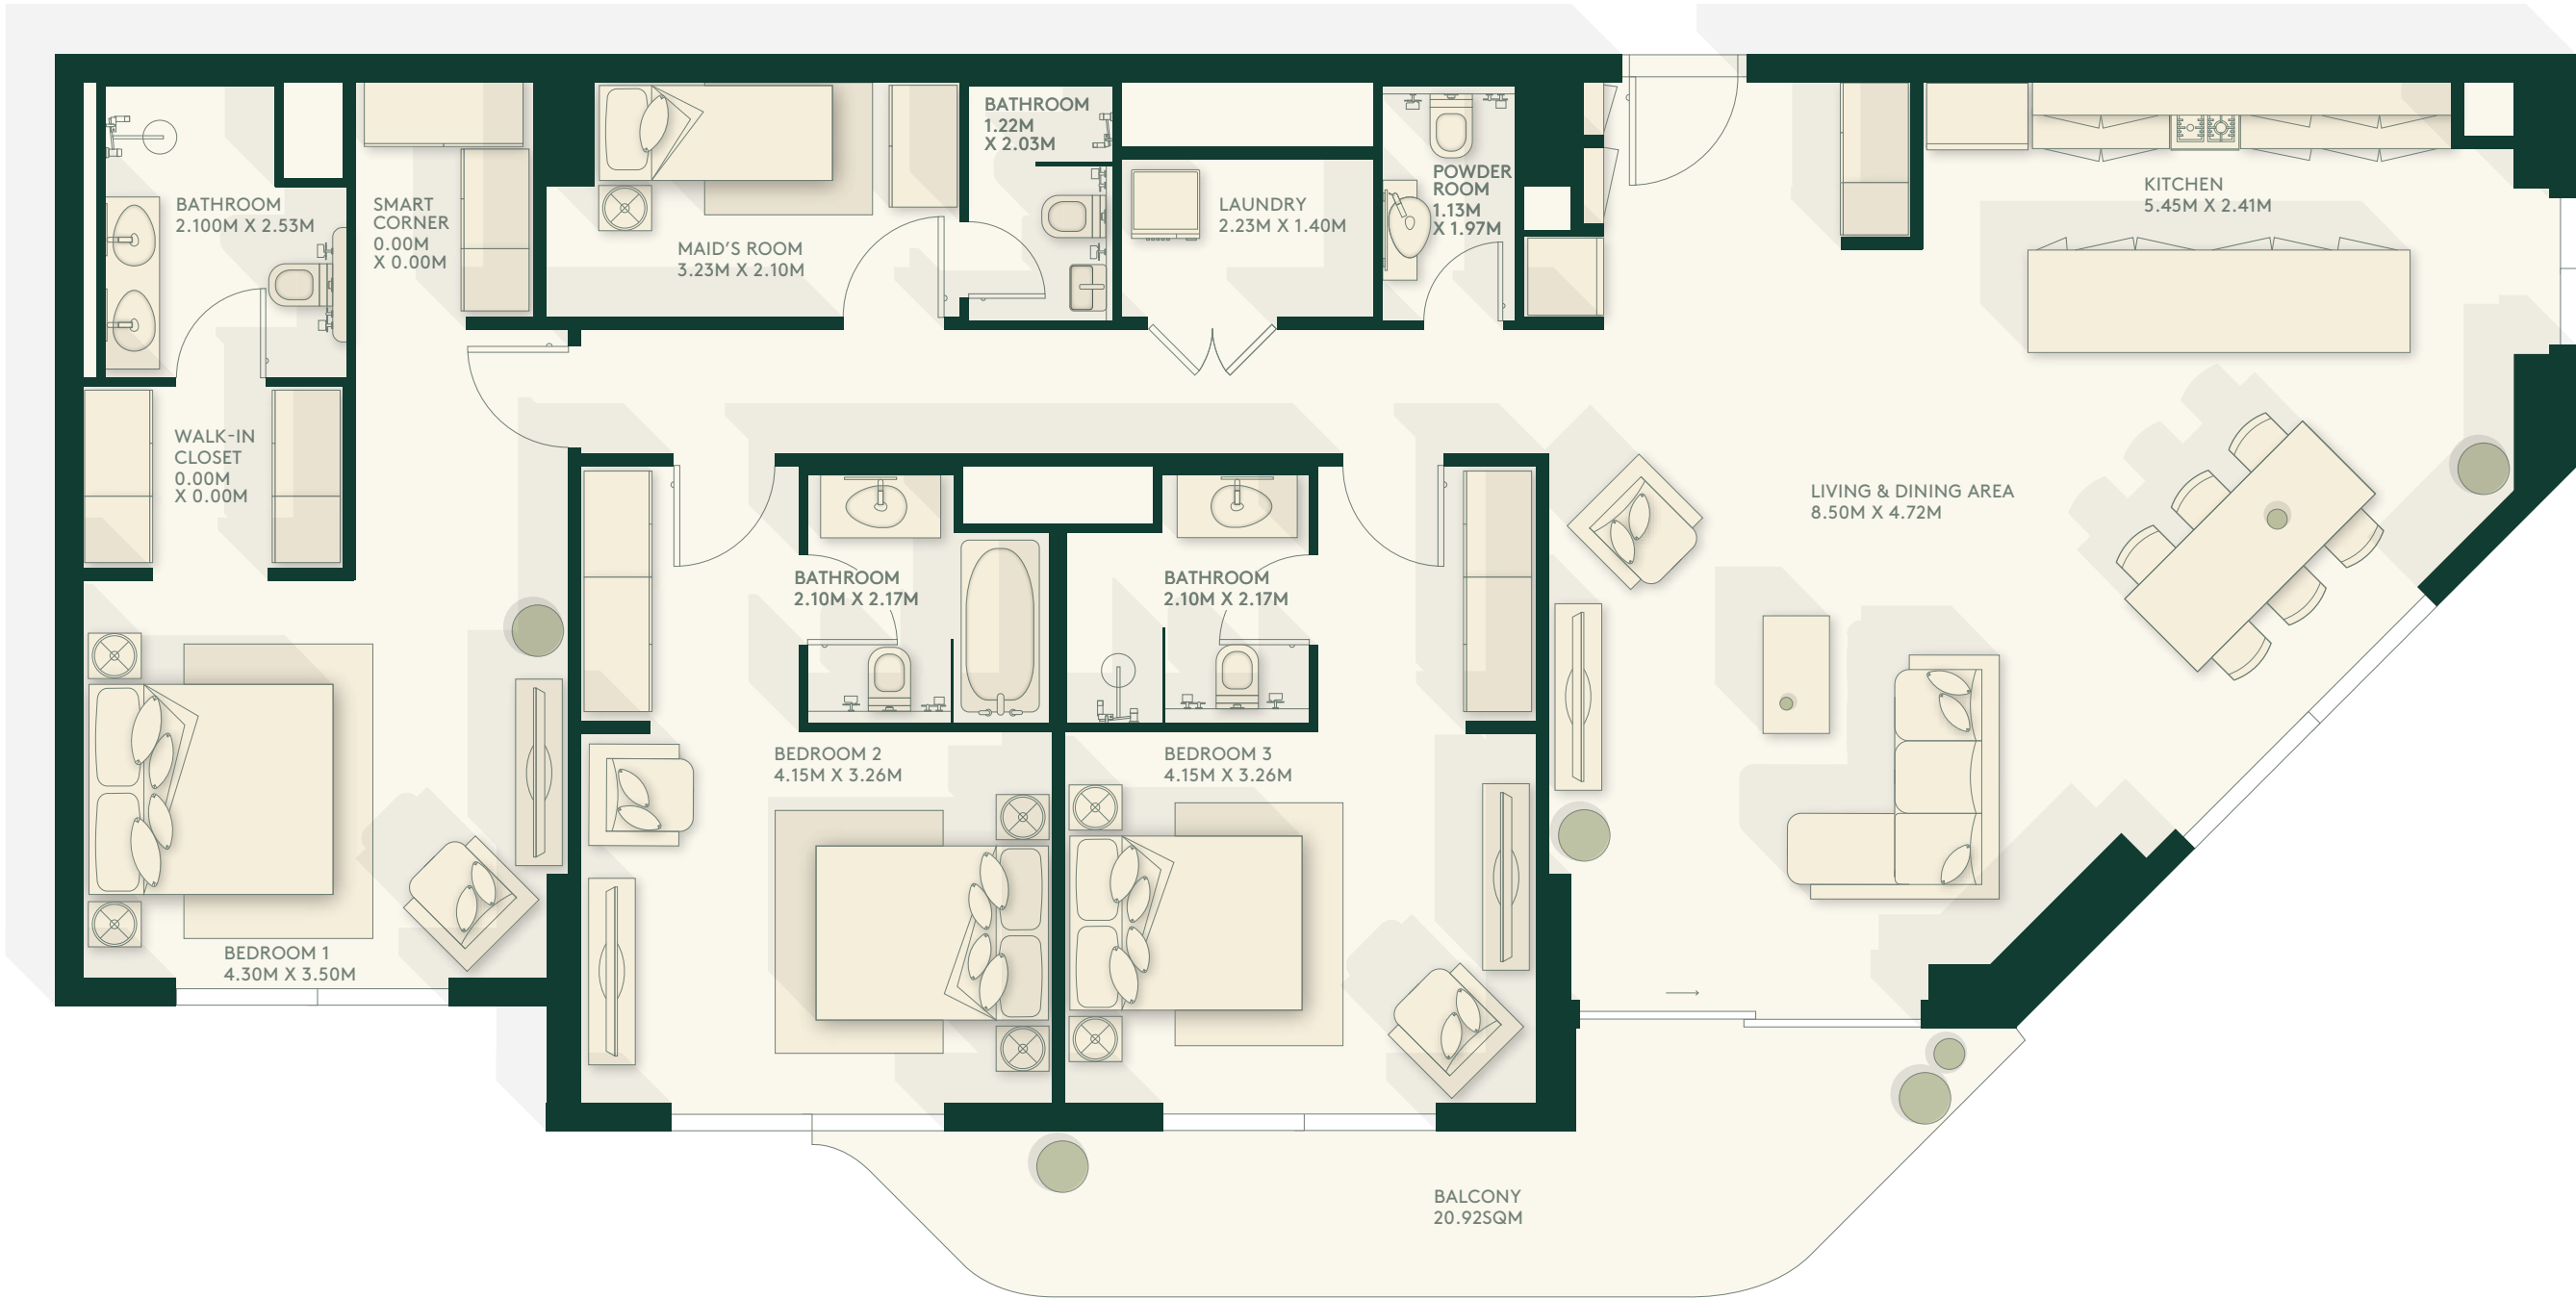 BATHROOM
1.22M
X 2.03M
POWDER
ROOM
1.13M
X 1.97M
KITCHEN
5.45M X 2.41M
BATHROOM
2.100M X 2.53M
SMART
CORNER
0.00M
X 0.00M
LAUNDRY
2.23M X 1.40M
MAID'S ROOM
3.23M X 2.10M
WALK-IN
CLOSET
0.00M
X 0.00M
LIVING & DINING AREA
8.50M X 4.72M
BATHROOM
2.10M X 2.17M
BATHROOM
2.10M X 2.17M
BEDROOM 2
4.15M X 3.26M
BEDROOM 3
4.15M X 3.26M
BEDROOM 1
4.30M X 3.50M
BALCONY
20.92SQM